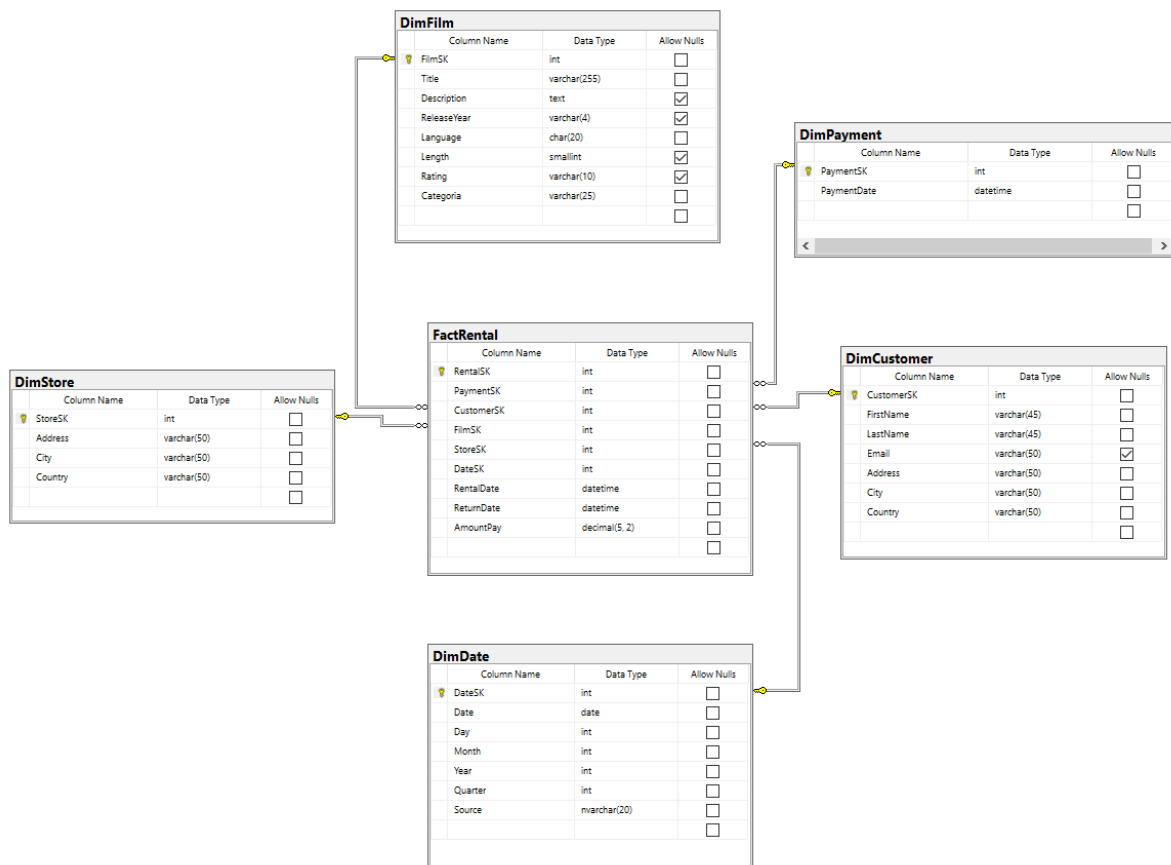 DimFilm
Column Name Data Type Allow Nulls
FilmSK int
Title varchar(255)
Description text
ReleaseYear varchar(4)
Language char(20)
Length smallint
Rating varchar(10)
Categoria varchar(25)
DimPayment
Column Name Data Type Allow Nulls
PaymentSK int
PaymentDate datetime
FactRental
Column Name Data Type Allow Nulls
RentalSK int
PaymentSK int
CustomerSK int
FilmSK int
StoreSK int
DateSK int
RentalDate datetime
ReturnDate datetime
AmountPay decimal(5, 2)
DimStore
Column Name Data Type Allow Nulls
StoreSK int
Address varchar(50)
City varchar(50)
Country varchar(50)
DimCustomer
Column Name Data Type Allow Nulls
CustomerSK int
FirstName varchar(45)
LastName varchar(45)
Email varchar(50)
Address varchar(50)
City varchar(50)
Country varchar(50)
DimDate
Column Name Data Type Allow Nulls
DateSK int
Date date
Day int
Month int
Year int
Quarter int
Source nvarchar(20)